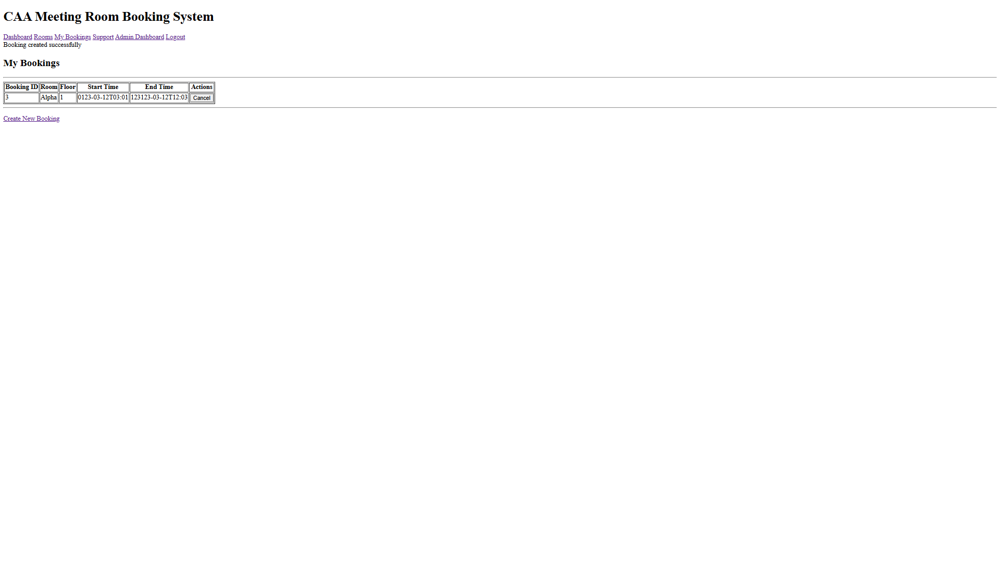 CAA Meeting Room Booking System
Dashboard Rooms My Bookings Support Admin Dashboard Logout
Booking created successfully
My Bookings
Booking ID Room Floor Start Time End Time Actions
3 Alpha 1 0123-03-12T03:01 123123-03-12T12:03 Cancel
Create New Booking